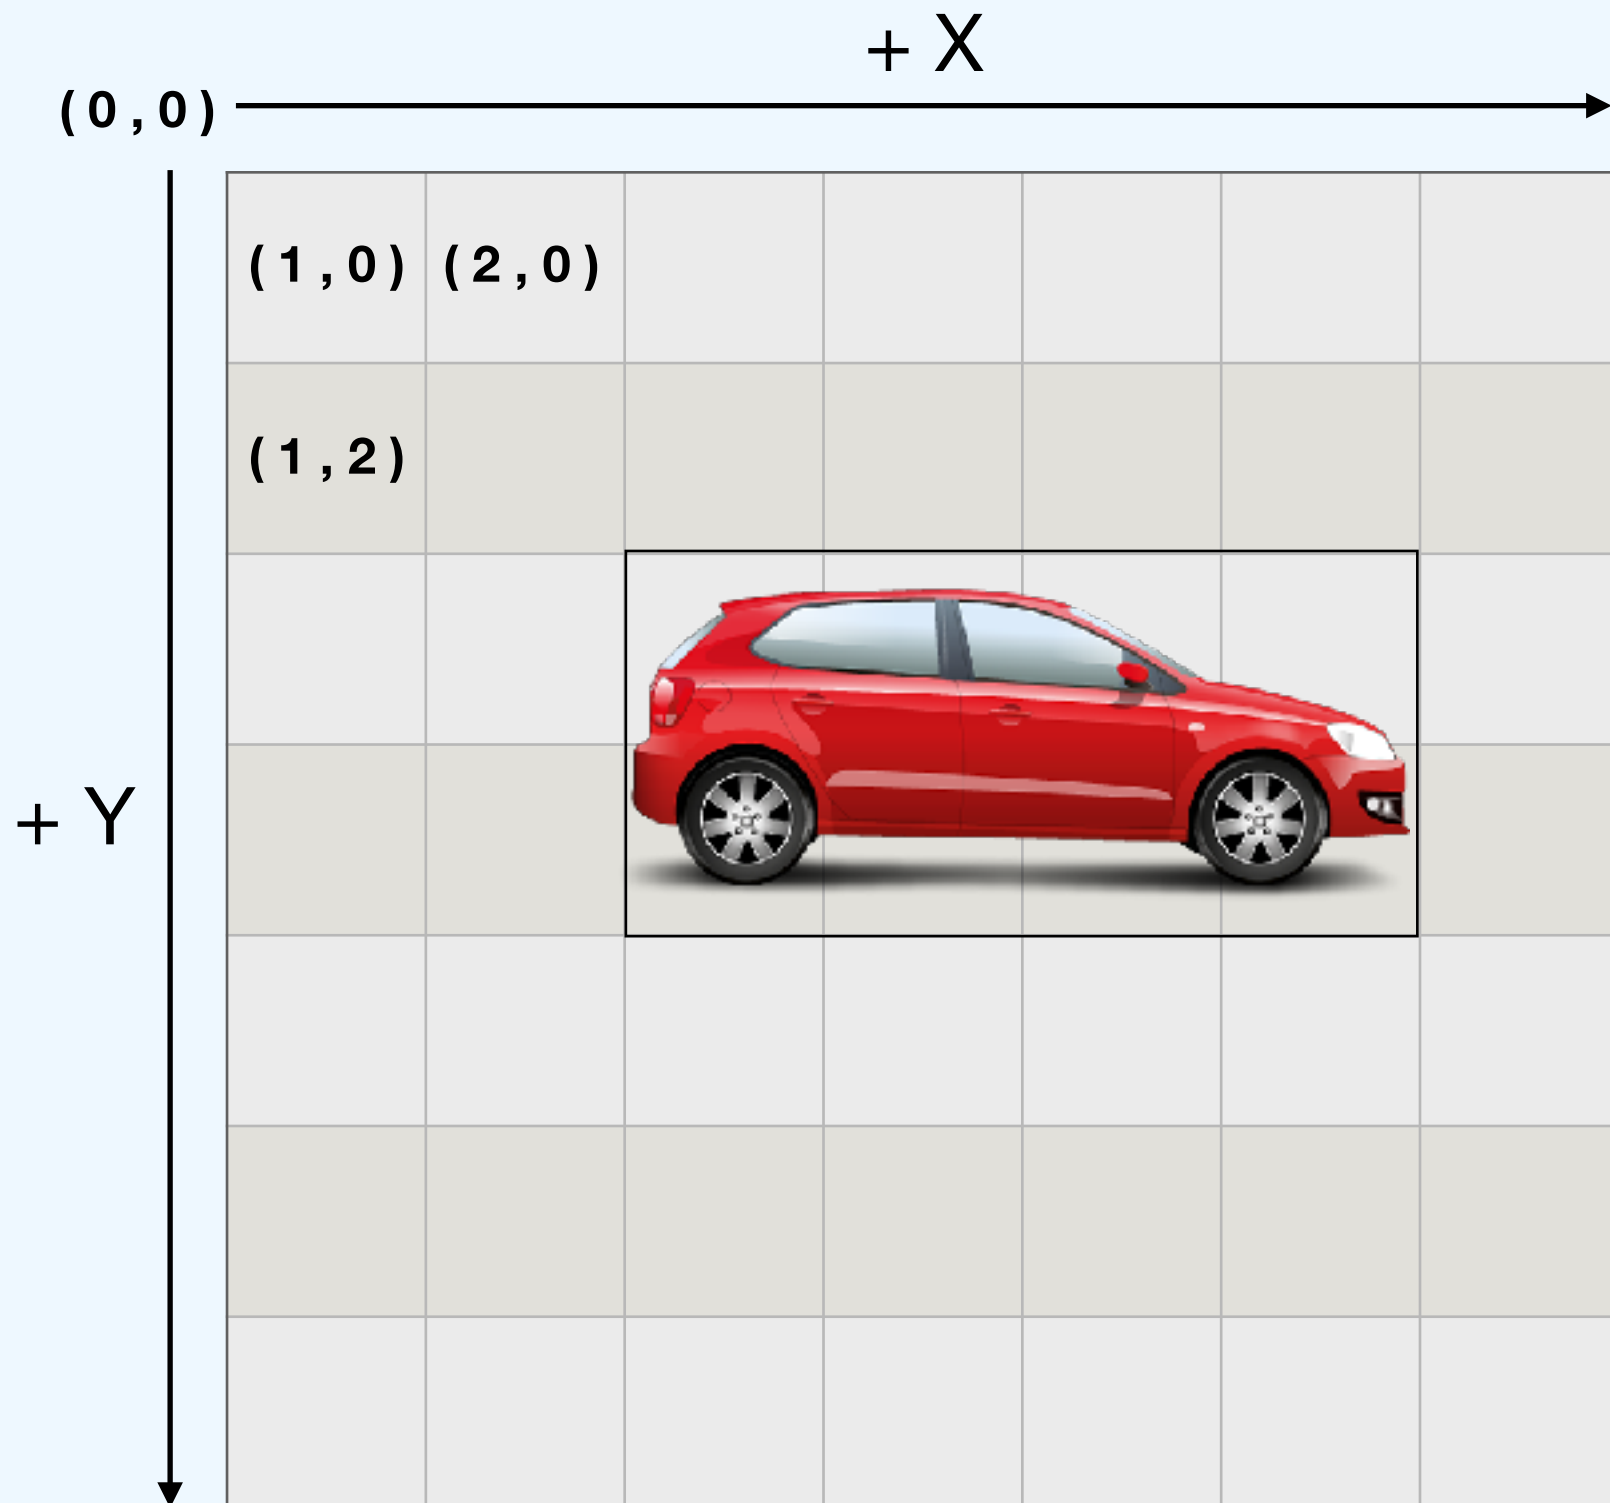 + X
(0,0)
(1,0) (2,0)
(1,2)
+ Y